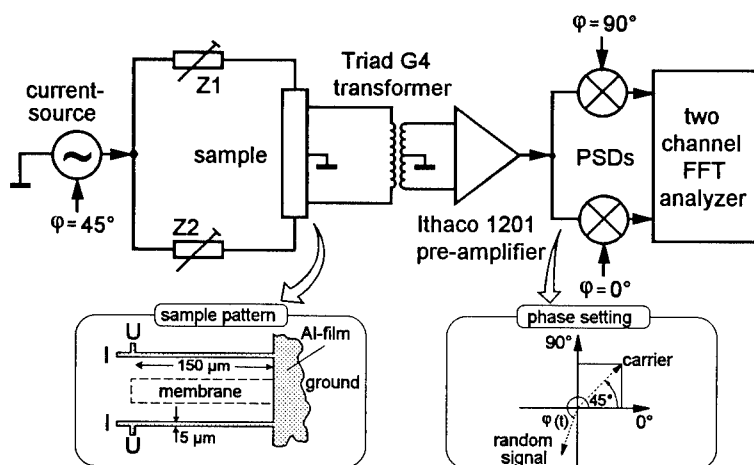 φ=90°
Triad G4
transformer
current-
source
Z1
two
channel
FFT
analyzer
sample
PSDs
φ=45°
Z2
Ithaco 1201
pre-amplifier
φ=0°
sample pattern
phase setting
U
Al-film
90°
carrier
I
150 µm
ground
membrane
45°
0°
φ(t)
I
U
5 µm
random
signal